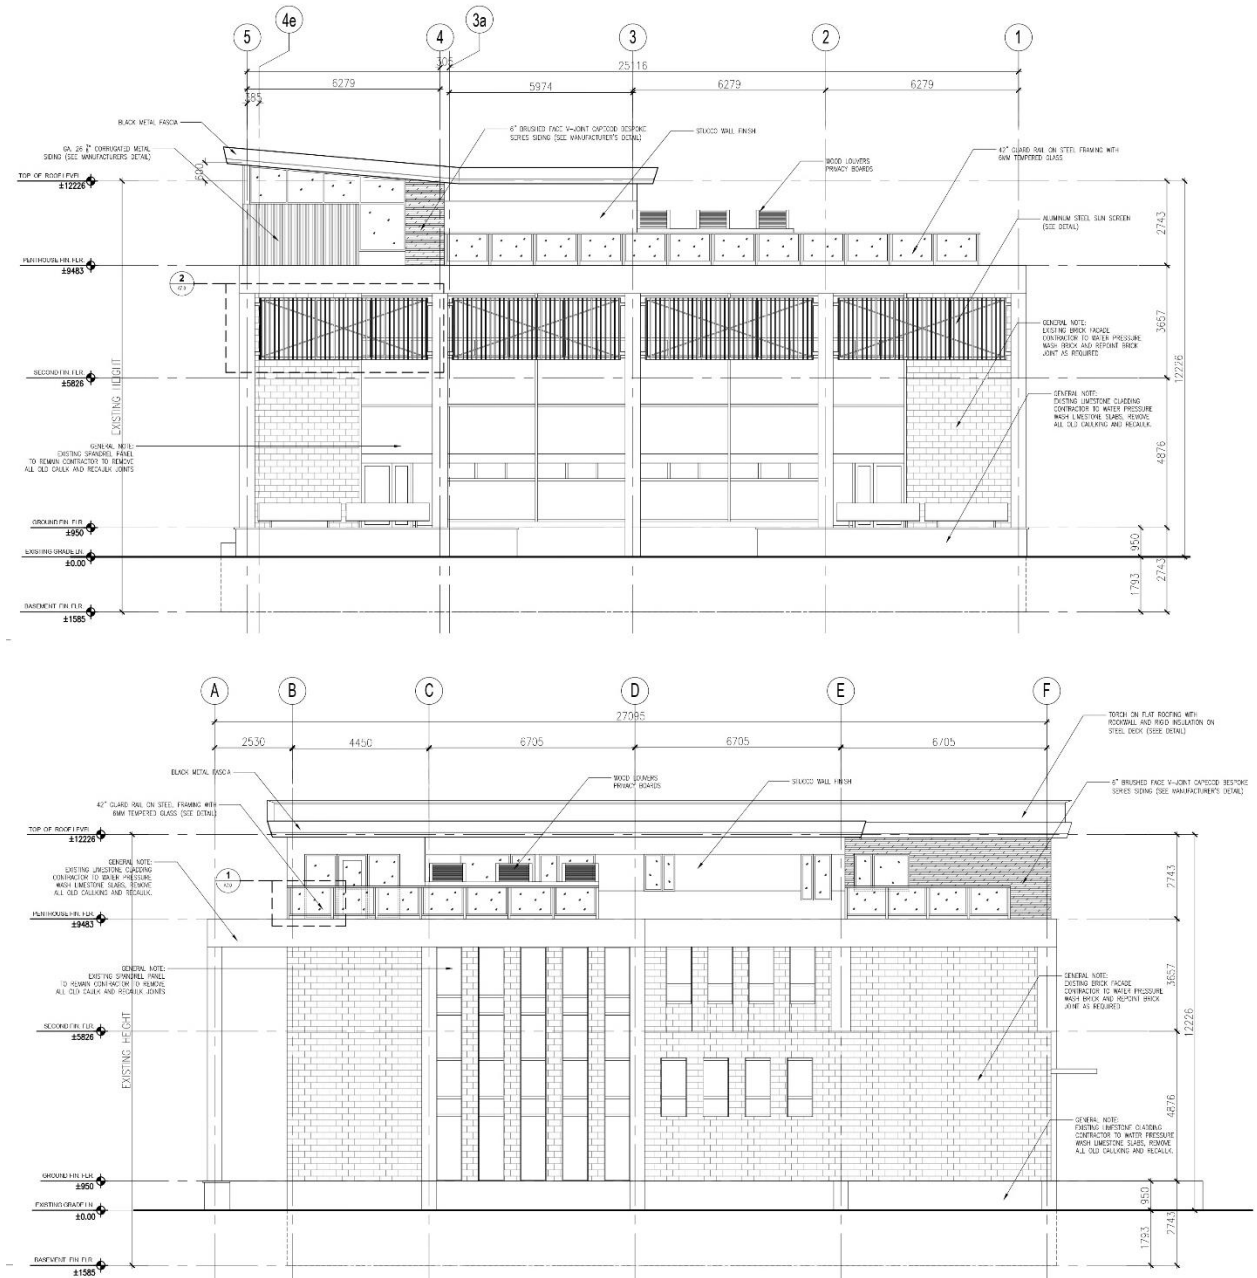 5
4e
4
3a
3
2
1
305
25116
6279
5974
6279
6279
385
BLACK METAL FASCIA
6" BRUSHED FACE V-JOINT CAPECOD BESPOKE
SERIES SIDING (SEE MANUFACTURER'S DETAIL)
STUCCO WALL FINISH
GA. 26 CORRUGATED METAL
SIDING (SEE MANUFACTURERS DETAIL)
42" GUARD RAIL ON STEEL FRAMING WITH
6MM TEMPERED GLASS
WOOD LOUVERS
PRIVACY BOARDS
600
TOP OF ROOF LEVEL
±12226
2743
ALUMINUM STEEL SUN SCREEN
(SEE DETAIL)
PENTHOUSE FIN. FLR.
±9483
2
GENERAL NOTE:
EXISTING BRICK FACADE
CONTRACTOR TO WATER PRESSURE
WASH BRICK AND REPOINT BRICK
JOINT AS REQUIRED
3657
12226
SECOND FIN. FLR.
±5826
EXISTING HEIGHT
GENERAL NOTE:
EXISTING LIMESTONE CLADDING
CONTRACTOR TO WATER PRESSURE
WASH LIMESTONE SLABS, REMOVE
ALL OLD CAULKING AND RECAULK.
GENERAL NOTE:
EXISTING SPANDREL PANEL
TO REMAIN CONTRACTOR TO REMOVE
ALL OLD CAULK AND RECAULK JOINTS
4876
GROUND FIN. FLR.
±950
950
EXISTING GRADE LN.
±0.00
2743
1793
BASEMENT FIN. FLR.
±1585
A
B
C
D
E
F
27095
2530
4450
6705
6705
6705
TORCH ON FLAT ROOFING WITH
ROCKWALL AND RIGID INSULATION ON
STEEL DECK (SEEE DETAIL)
BLACK METAL FASCIA
WOOD LOUVERS
PRIVACY BOARDS
STUCCO WALL FINISH
6" BRUSHED FACE V-JOINT CAPECOD BESPOKE
SERIES SIDING (SEE MANUFACTURER'S DETAIL)
42" GUARD RAIL ON STEEL FRAMING WITH
6MM TEMPERED GLASS (SEE DETAIL)
TOP OF ROOF LEVEL
±12226
GENERAL NOTE:
EXISTING LIMESTONE CLADDING
CONTRACTOR TO WATER PRESSURE
WASH LIMESTONE SLABS, REMOVE
ALL OLD CAULKING AND RECAULK.
1
2743
PENTHOUSE FIN. FLR.
±9483
GENERAL NOTE:
EXISTING SPANDREL PANEL
TO REMAIN CONTRACTOR TO REMOVE
ALL OLD CAULK AND RECAULK JOINTS
GENERAL NOTE:
EXISTING BRICK FACADE
CONTRACTOR TO WATER PRESSURE
WASH BRICK AND REPOINT BRICK
JOINT AS REQUIRED
3657
12226
SECOND FIN. FLR.
±5826
EXISTING HEIGHT
4876
GENERAL NOTE:
EXISTING LIMESTONE CLADDING
CONTRACTOR TO WATER PRESSURE
WASH LIMESTONE SLABS, REMOVE
ALL OLD CAULKING AND RECAULK.
GROUND FIN. FLR.
±950
950
EXISTING GRADE LN.
±0.00
2743
1793
BASEMENT FIN. FLR.
±1585